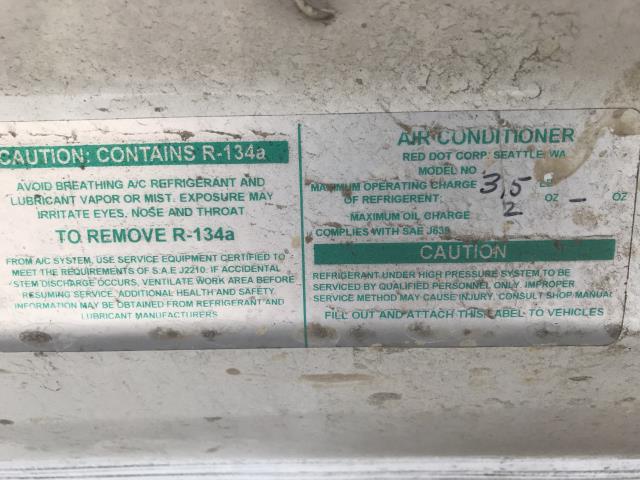 CAUTION: CONTAINS R-134a
AVOID BREATHING A/C REFRIGERANT AND
LUBRICANT VAPOR OR MIST. EXPOSURE MAY
IRRITATE EYES, NOSE AND THROAT
TO REMOVE R-134a
FROM A/C SYSTEM, USE SERVICE EQUIPMENT CERTIFIED TO
MEET THE REQUIREMENTS OF S.A.E J2210. IF ACCIDENTAL
YSTEM DISCHARGE OCCURS, VENTILATE WORK AREA BEFORE
RESUMING SERVICE. ADDITIONAL HEALTH AND SAFETY
INFORMATION MAY BE OBTAINED FROM REFRIGERANT AND
LUBRICANT MANUFACTURERS
AIR CONDITIONER
RED DOT CORP. SEATTLE, WA
MODEL NO
MAXIMUM OPERATING CHARGE 3,5 LB
OF REFRIGERENT: OZ - OZ
MAXIMUM OIL CHARGE 2
COMPLIES WITH SAE J639
CAUTION
REFRIGERANT UNDER HIGH PRESSURE SYSTEM TO BE
SERVICED BY QUALIFIED PERSONNEL ONLY. IMPROPER
SERVICE METHOD MAY CAUSE INJURY. CONSULT SHOP MANUAL
FILL OUT AND ATTACH THIS LABEL TO VEHICLES